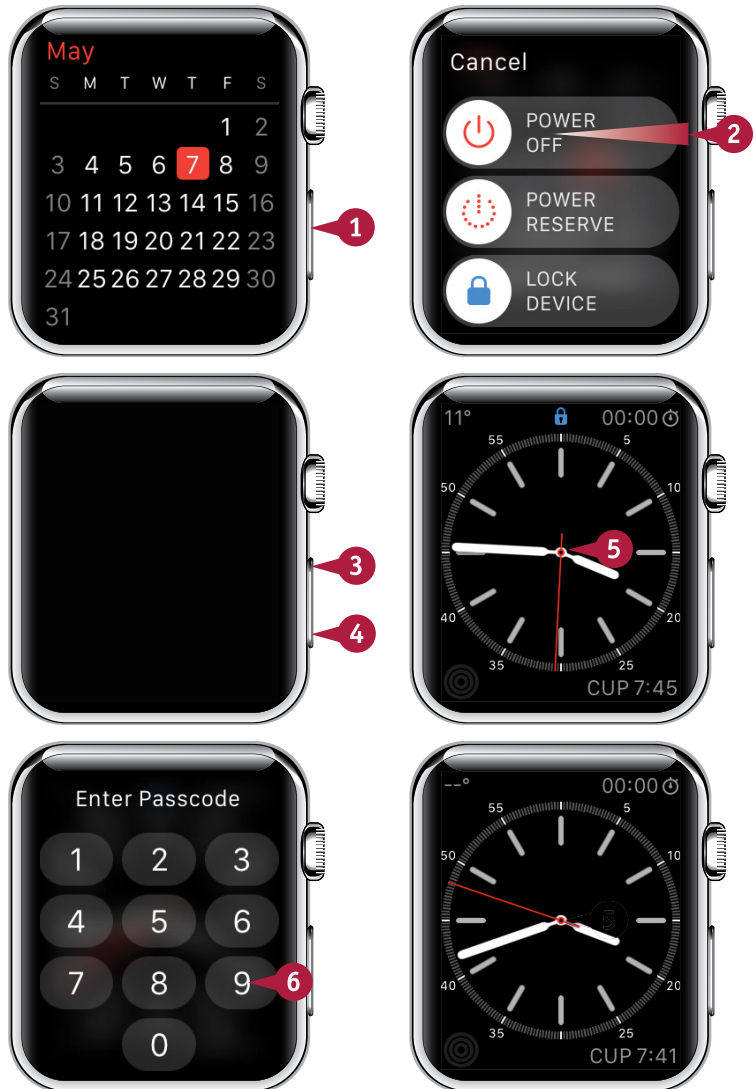 May
S M T W T F S
1 2
3 4 5 6 7 8 9
10 11 12 13 14 15 16
17 18 19 20 21 22 23
24 25 26 27 28 29 30
31
1
Cancel
POWER
OFF
2
POWER
RESERVE
LOCK
DEVICE
3
4
11° 00:00
55 5
50 10
5
40 20
35 25
CUP 7:45
Enter Passcode
1 2 3
4 5 6
7 8 9
6
0
--° 00:00
55 5
50 10
5
40 20
35 25
CUP 7:41